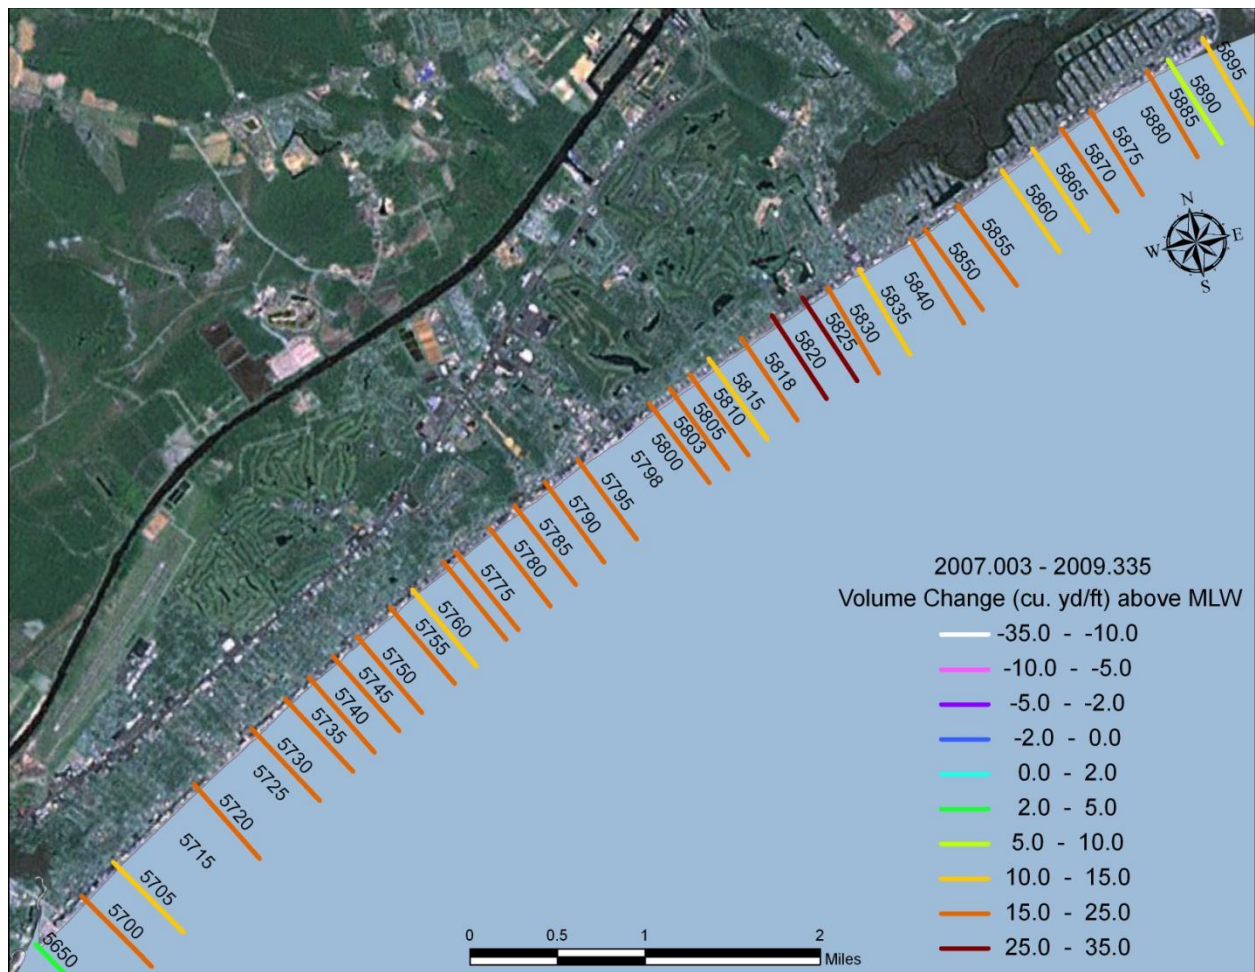 5895
5890
5885
5880
5875
5870
5865
5860
5855
5850
5840
5835
5830
5825
5820
5818
5815
5810
5805
5803
5800
5798
5795
5790
5785
5780
5775
5760
5755
5750
5745
5740
5735
5730
5725
5720
5715
5705
5700
5650
N
W E
S
2007.003 - 2009.335
Volume Change (cu. yd/ft) above MLW
-35.0 - -10.0
-10.0 - -5.0
-5.0 - -2.0
-2.0 - 0.0
0.0 - 2.0
2.0 - 5.0
5.0 - 10.0
10.0 - 15.0
15.0 - 25.0
25.0 - 35.0
0 0.5 1 2
Miles